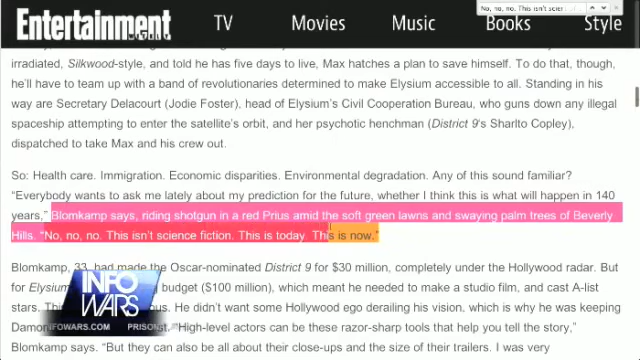 Entertainment
WEEKLY
TV
Movies
Music
Books
Style
No, no, no. This isn't science
irradiated, Silkwood-style, and told he has five days to live, Max hatches a plan to save himself. To do that, though,
he'll have to team up with a band of revolutionaries determined to make Elysium accessible to all. Standing in his
way are Secretary Delacourt (Jodie Foster), head of Elysium's Civil Cooperation Bureau, who guns down any illegal
spaceship attempting to enter the satellite's orbit, and her psychotic henchman (District 9's Sharlto Copley),
dispatched to take Max and his crew out.
So: Health care. Immigration. Economic disparities. Environmental degradation. Any of this sound familiar?
“Everybody wants to ask me lately about my prediction for the future, whether I think this is what will happen in 140
years,” Blomkamp says, riding shotgun in a red Prius amid the soft green lawns and swaying palm trees of Beverly
Hills. “No, no, no. This isn't science fiction. This is today. This is now.”
Blomkamp, 33, had made the Oscar-nominated District 9 for $30 million, completely under the Hollywood radar. But
for Elysium budget ($100 million), which meant he needed to make a studio film, and cast A-list
stars. ous. He didn't want some Hollywood ego derailing his vision, which is why he was keeping
Damon “High-level actors can be these razor-sharp tools that help you tell the story,”
Blomkamp says. “But they can also be all about their close-ups and the size of their trailers. I was very
INFO
WARS
INFOWARS.COM